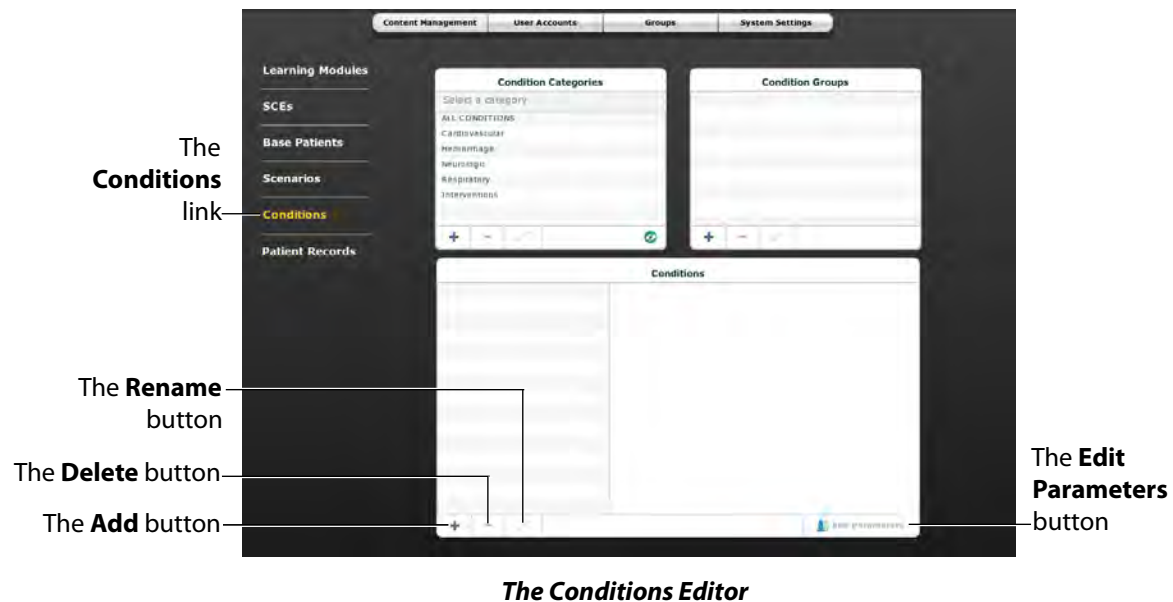 Content Management User Accounts Groups System Settings
Learning Modules
SCEs
Base Patients
Scenarios
Conditions
Patient Records
Condition Categories
Select a category
ALL CONDITIONS
Cardiovascular
Hemorrhage
Neurologic
Respiratory
Interventions
Condition Groups
Conditions
Edit Parameters
The
Conditions
link
The Rename
button
The Delete button
The Add button
The Edit
Parameters
button
The Conditions Editor